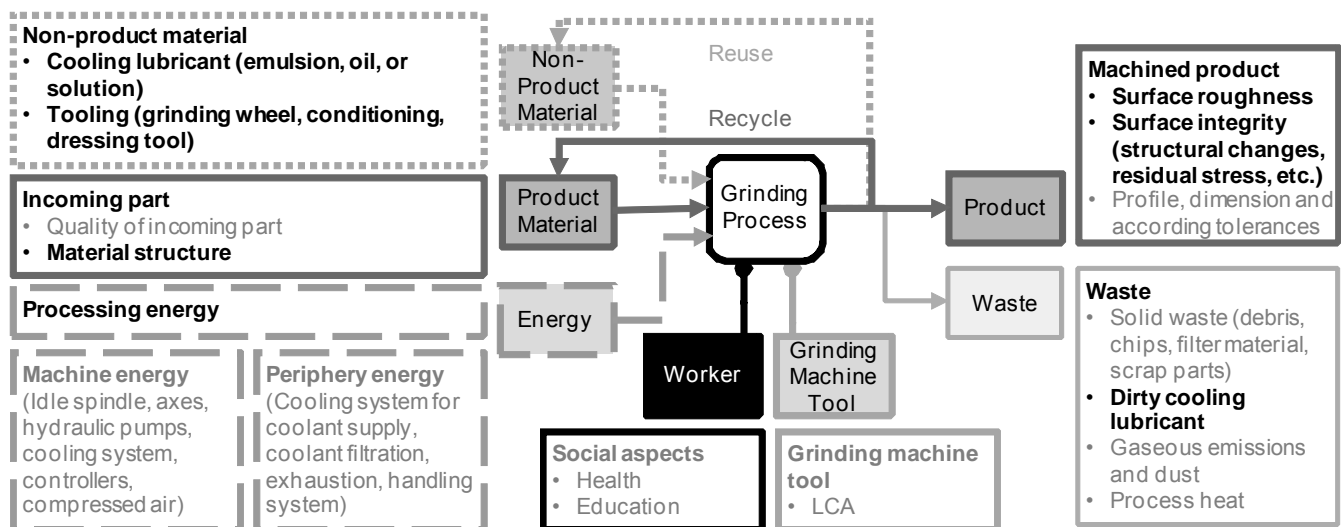 Non-product material
• Cooling lubricant (emulsion, oil, or
solution)
• Tooling (grinding wheel, conditioning,
dressing tool)
Incoming part
• Quality of incoming part
• Material structure
Processing energy
Machine energy
(Idle spindle, axes,
hydraulic pumps,
cooling system,
controllers,
compressed air)
Periphery energy
(Cooling system for
coolant supply,
coolant filtration,
exhaustion, handling
system)
Non-
Product
Material
Reuse
Recycle
Product
Material
Grinding
Process
Energy
Worker
Grinding
Machine
Tool
Social aspects
• Health
• Education
Grinding machine
tool
• LCA
Product
Waste
Machined product
• Surface roughness
• Surface integrity
(structural changes,
residual stress, etc.)
• Profile, dimension and
according tolerances
Waste
• Solid waste (debris,
chips, filter material,
scrap parts)
• Dirty cooling
lubricant
• Gaseous emissions
and dust
• Process heat